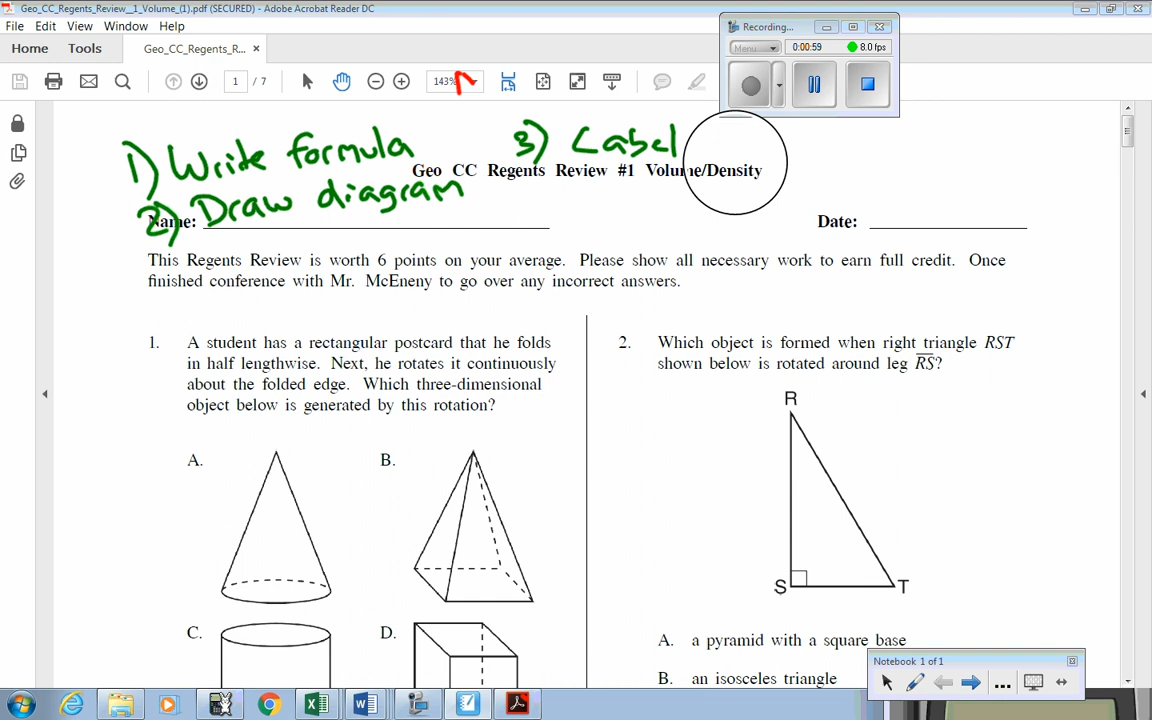 Geo_CC_Regents_Review__1_Volume_(1).pdf (SECURED) - Adobe Acrobat Reader DC
File Edit View Window Help
Home Tools Geo_CC_Regents_R... ×
1 / 7 143%
Recording...
Menu 0:00:59 8.0 fps
1) Write formula
2) Draw diagram
3) Label
Geo CC Regents Review #1 Volume/Density
Name: Date:
This Regents Review is worth 6 points on your average. Please show all necessary work to earn full credit. Once
finished conference with Mr. McEneny to go over any incorrect answers.
1. A student has a rectangular postcard that he folds
in half lengthwise. Next, he rotates it continuously
about the folded edge. Which three-dimensional
object below is generated by this rotation?
A. B.
C. D.
2. Which object is formed when right triangle RST
shown below is rotated around leg RS?
R
S T
A. a pyramid with a square base
B. an isosceles triangle
Notebook 1 of 1